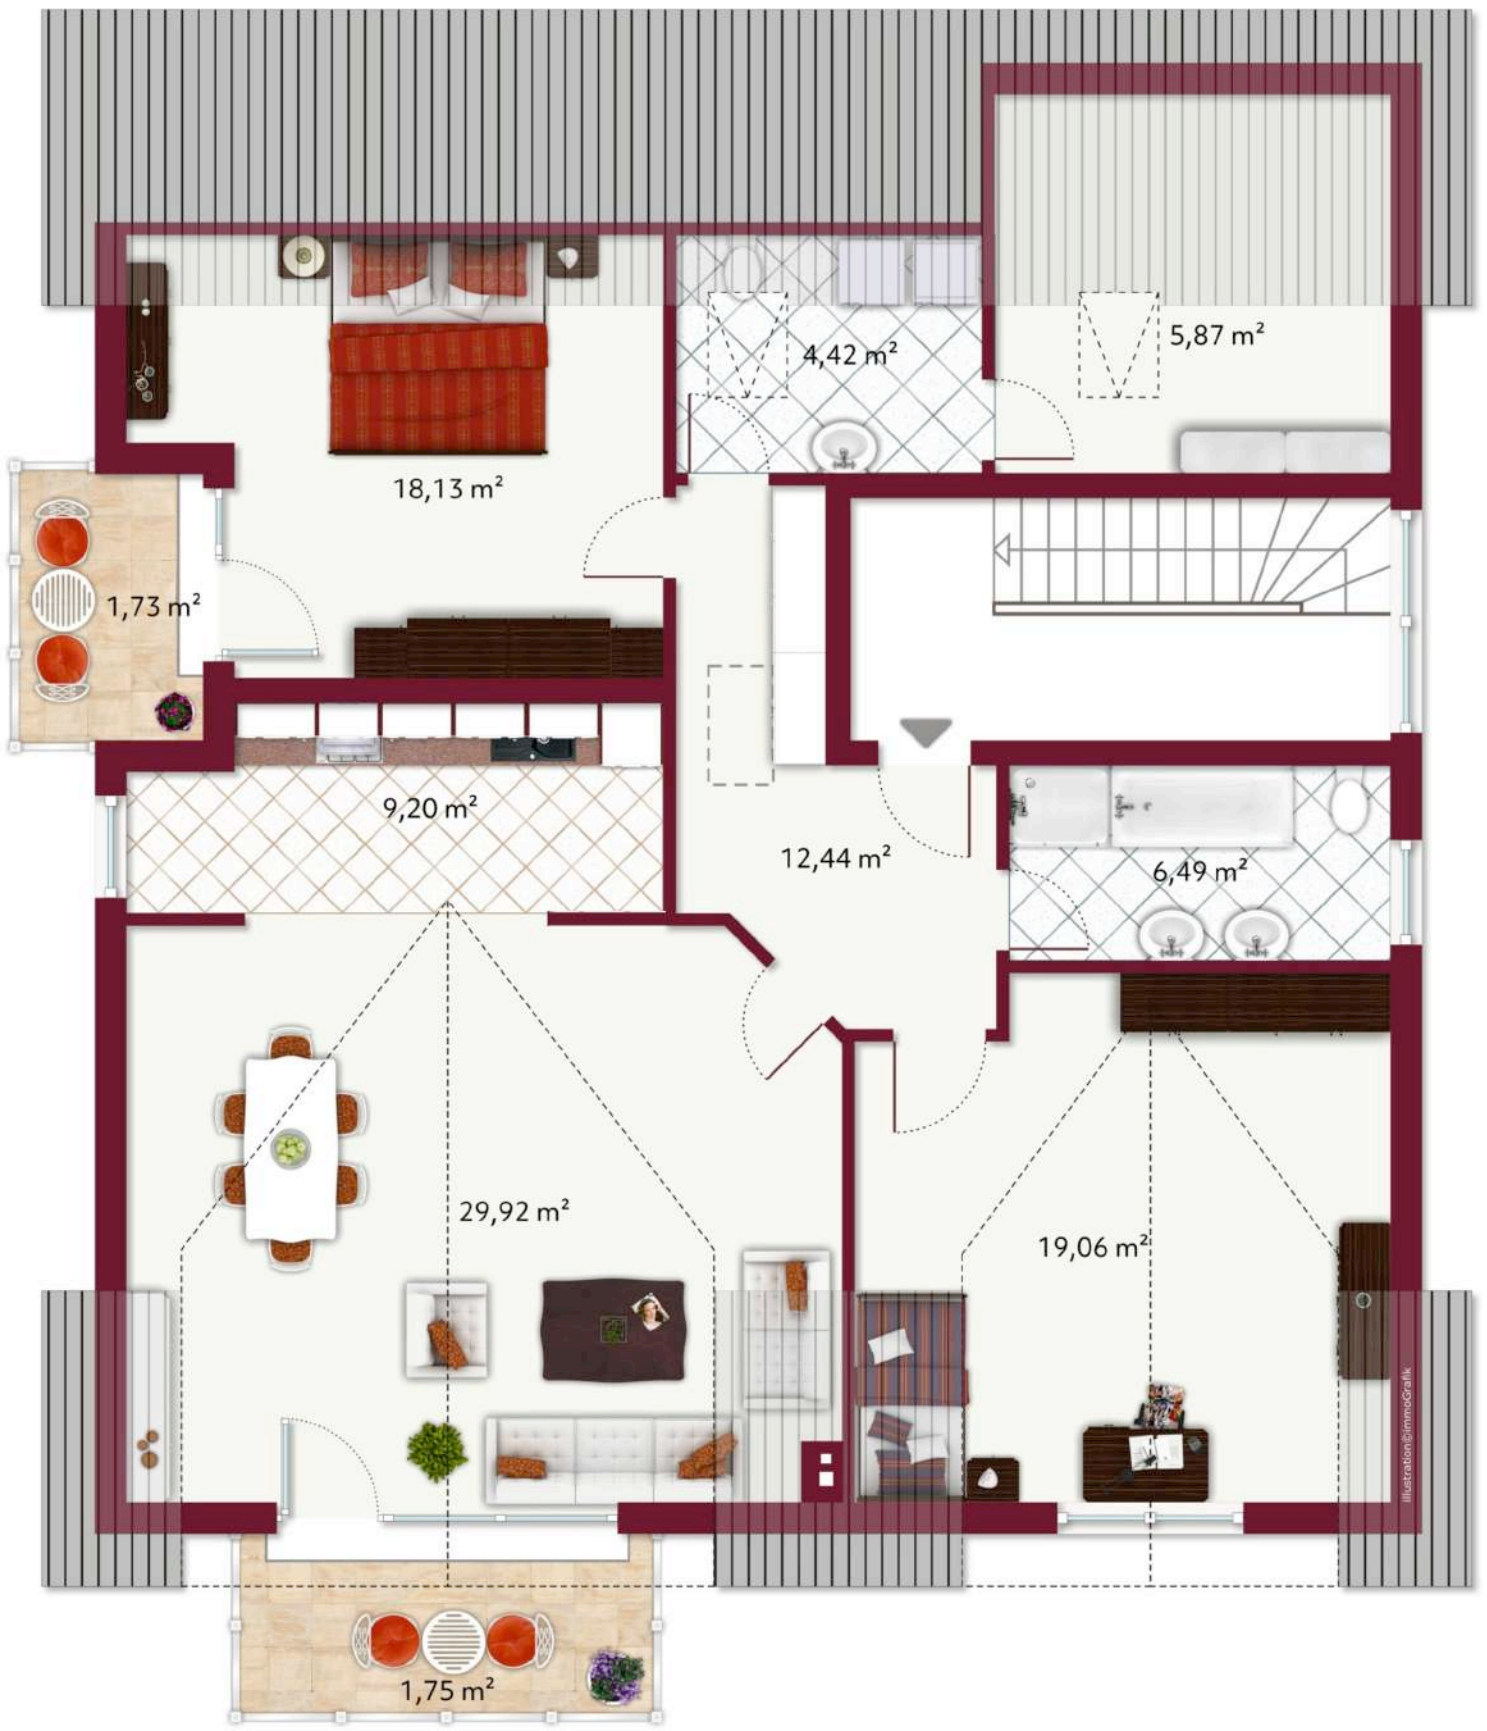 4,42 m²
5,87 m²
18,13 m²
1,73 m²
9,20 m²
12,44 m²
6,49 m²
29,92 m²
19,06 m²
illustration©immoGrafik
1,75 m²